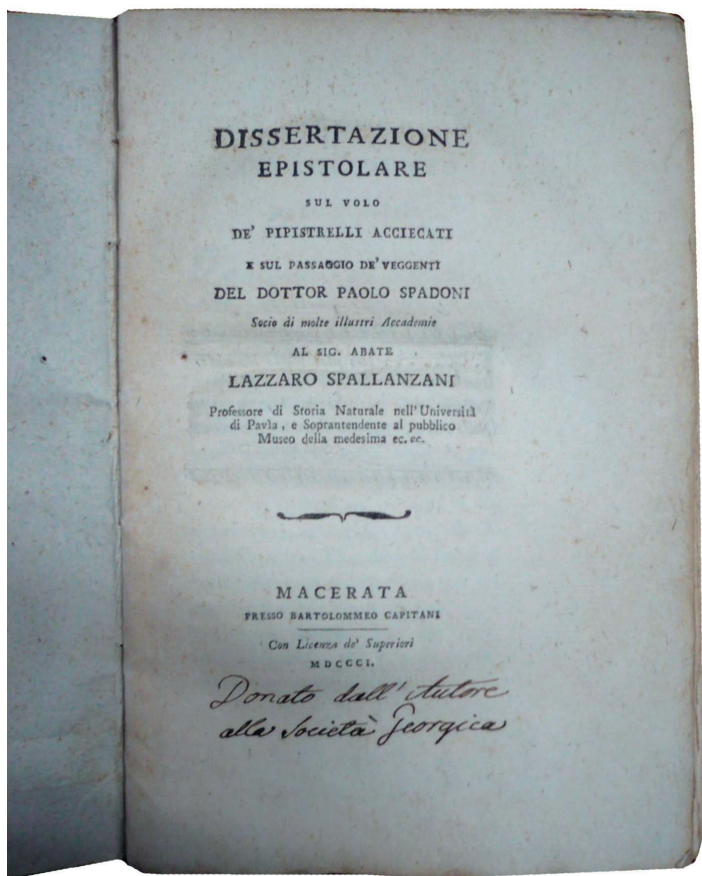 DISSERTAZIONE
EPISTOLARE
SUL VOLO
DE' PIPISTRELLI ACCIECATI
E SUL PASSAGGIO DE' VEGGENTI
DEL DOTTOR PAOLO SPADONI
Socio di molte illustri Accademie
AL SIG. ABATE
LAZZARO SPALLANZANI
Professore di Storia Naturale nell' Università
di Pavìa, e Soprantendente al pubblico
Museo della medesima ec. ec.
MACERATA
PRESSO BARTOLOMMEO CAPITANI
Con Licenza de' Superiori
MDCCCI.
Donato dall' Autore
alla Società Georgica